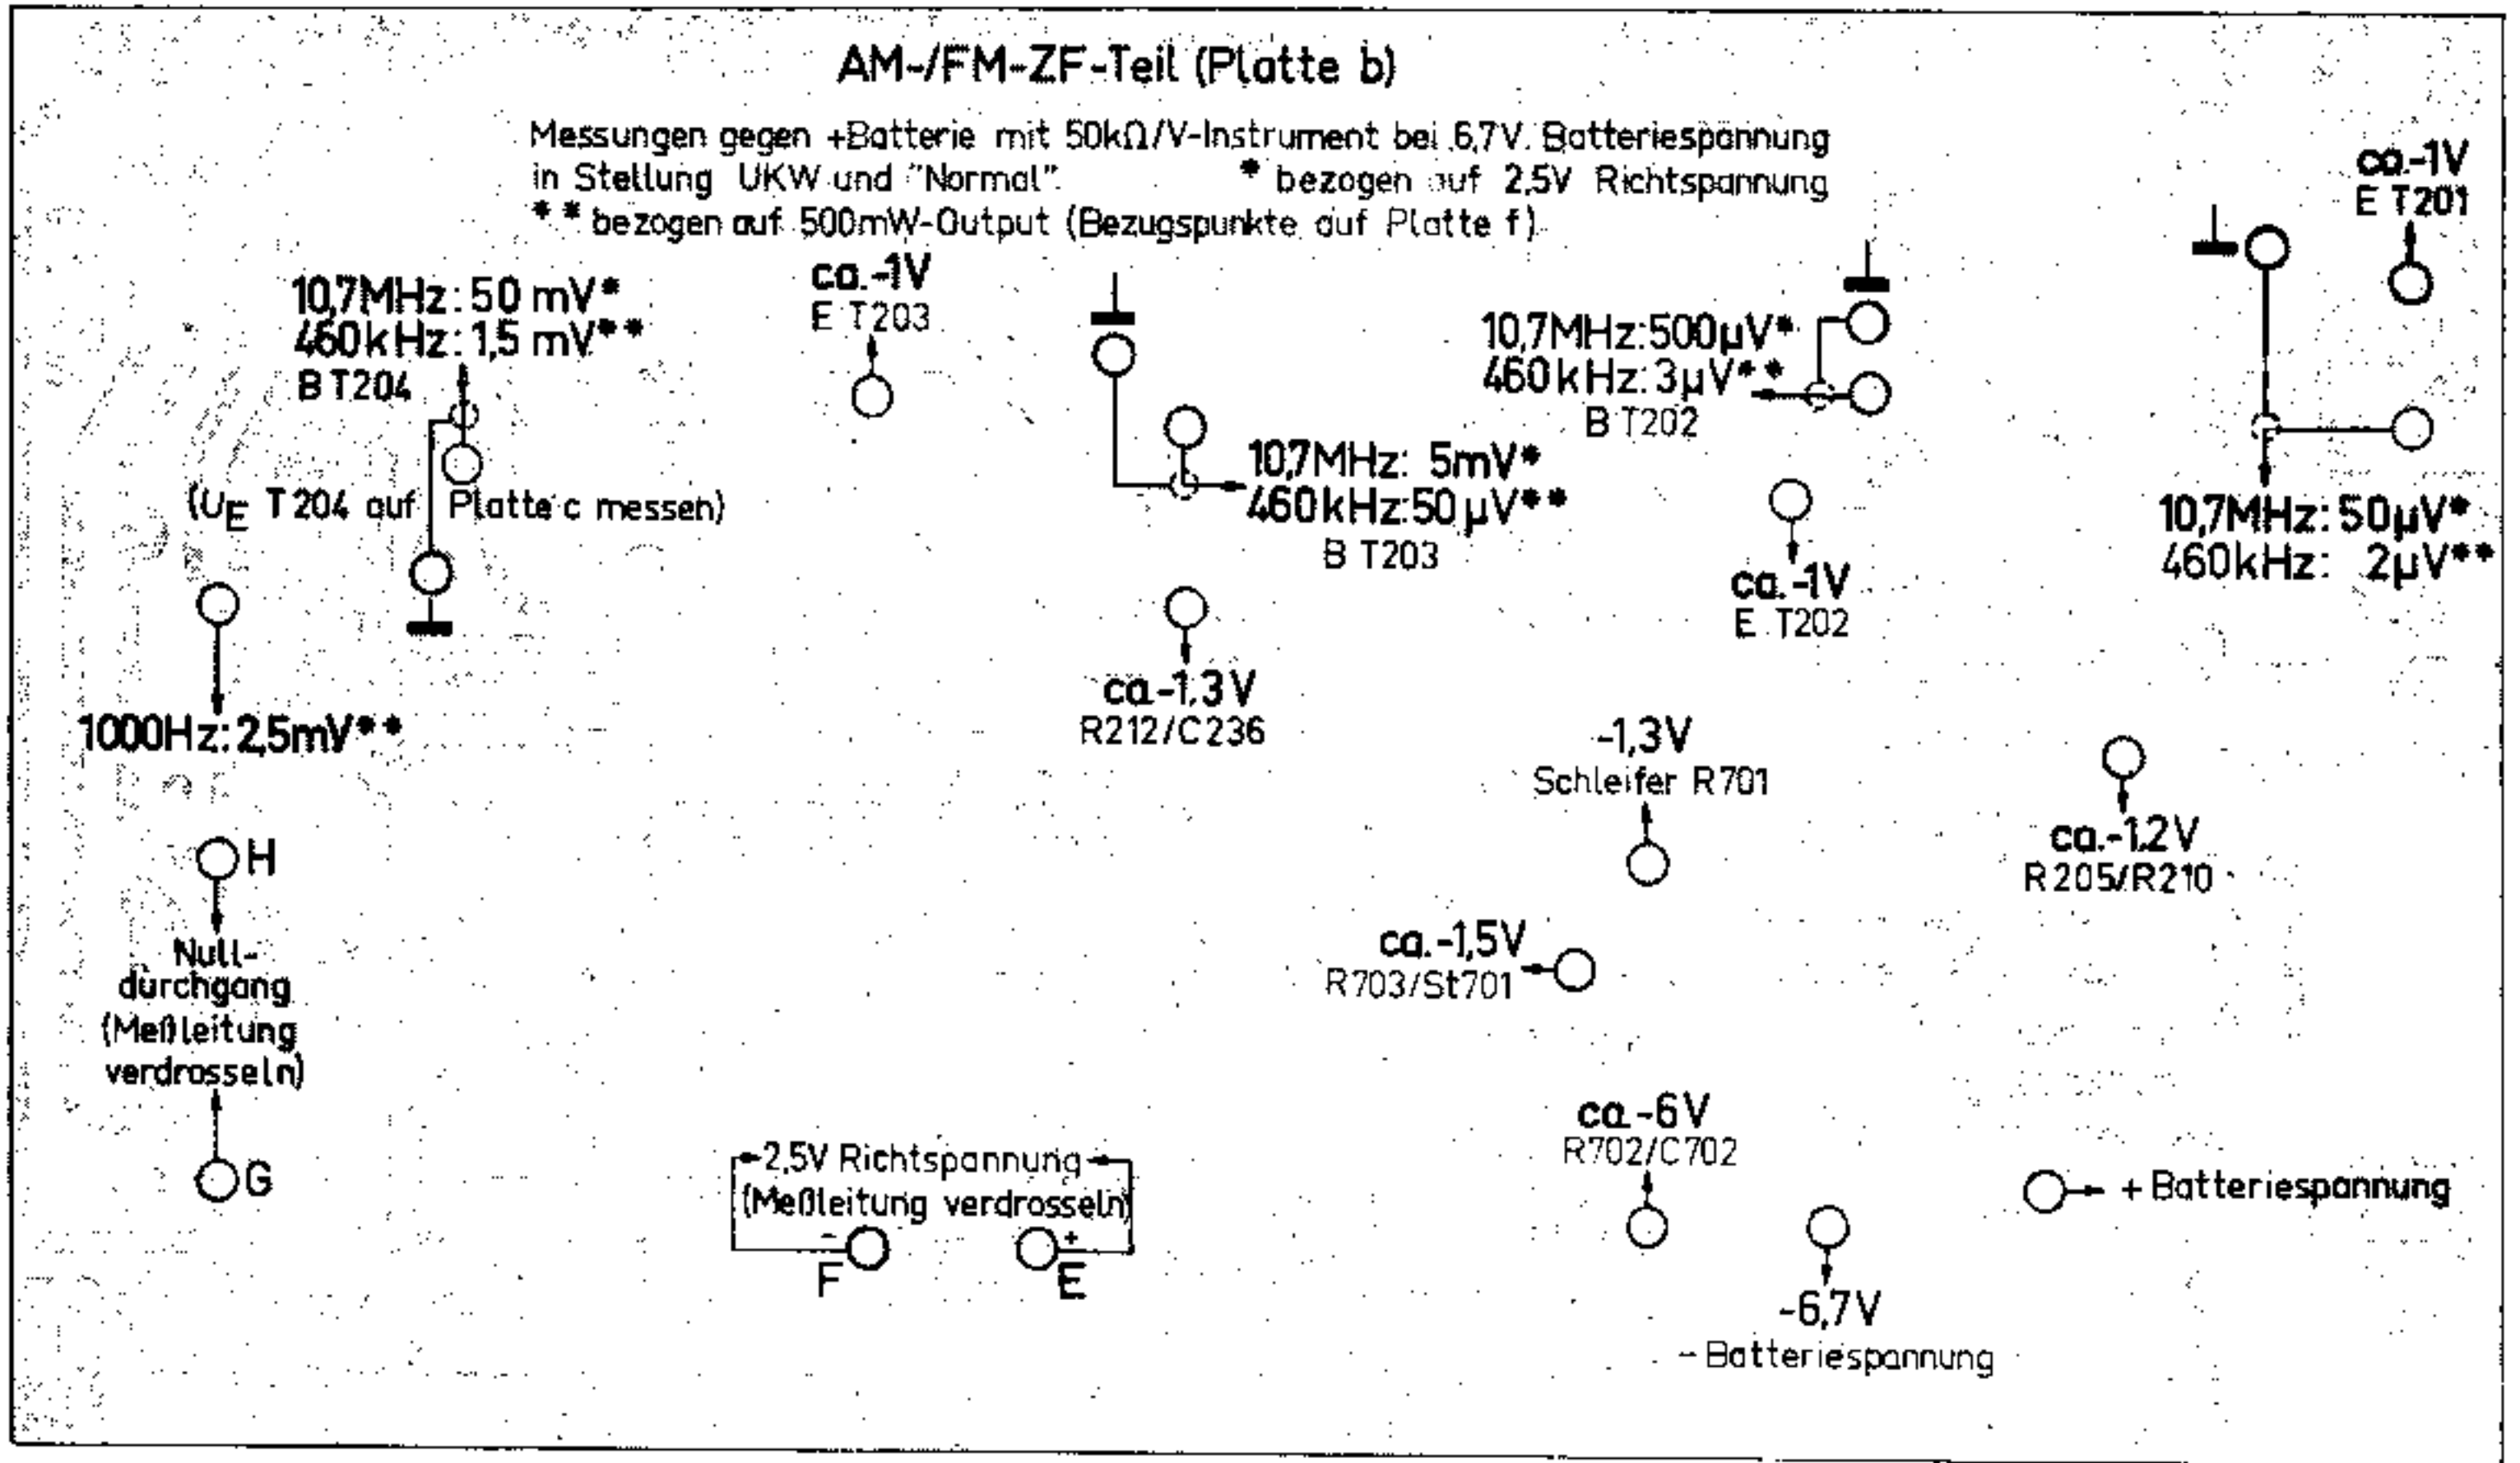 AM-/FM-ZF-Teil (Platte b)
Messungen gegen +Batterie mit 50kΩ/V-Instrument bei 6,7V. Batteriespannung
in Stellung UKW und "Normal".
* bezogen auf 2,5V Richtspannung
** bezogen auf 500mW-Output (Bezugspunkte auf Platte f)
ca.-1V
E T201
10,7MHz: 50 mV*
460kHz: 1,5 mV**
B T204
ca.-1V
E T203
10,7MHz: 500µV*
460kHz: 3µV**
B T202
(UE T204 auf Platte c messen)
10,7MHz: 5mV*
460kHz: 50µV**
B T203
10,7MHz: 50µV*
460kHz: 2µV**
ca.-1V
E T202
1000Hz: 2,5mV**
ca.-1,3V
R212/C236
-1,3V
Schleifer R701
ca.-1,2V
R205/R210
H
Null-
durchgang
(Meßleitung
verdrosseln)
G
ca.-1,5V
R703/St701
2,5V Richtspannung
(Meßleitung verdrosseln)
-
F
+
E
ca.-6V
R702/C702
+ Batteriespannung
-6,7V
- Batteriespannung